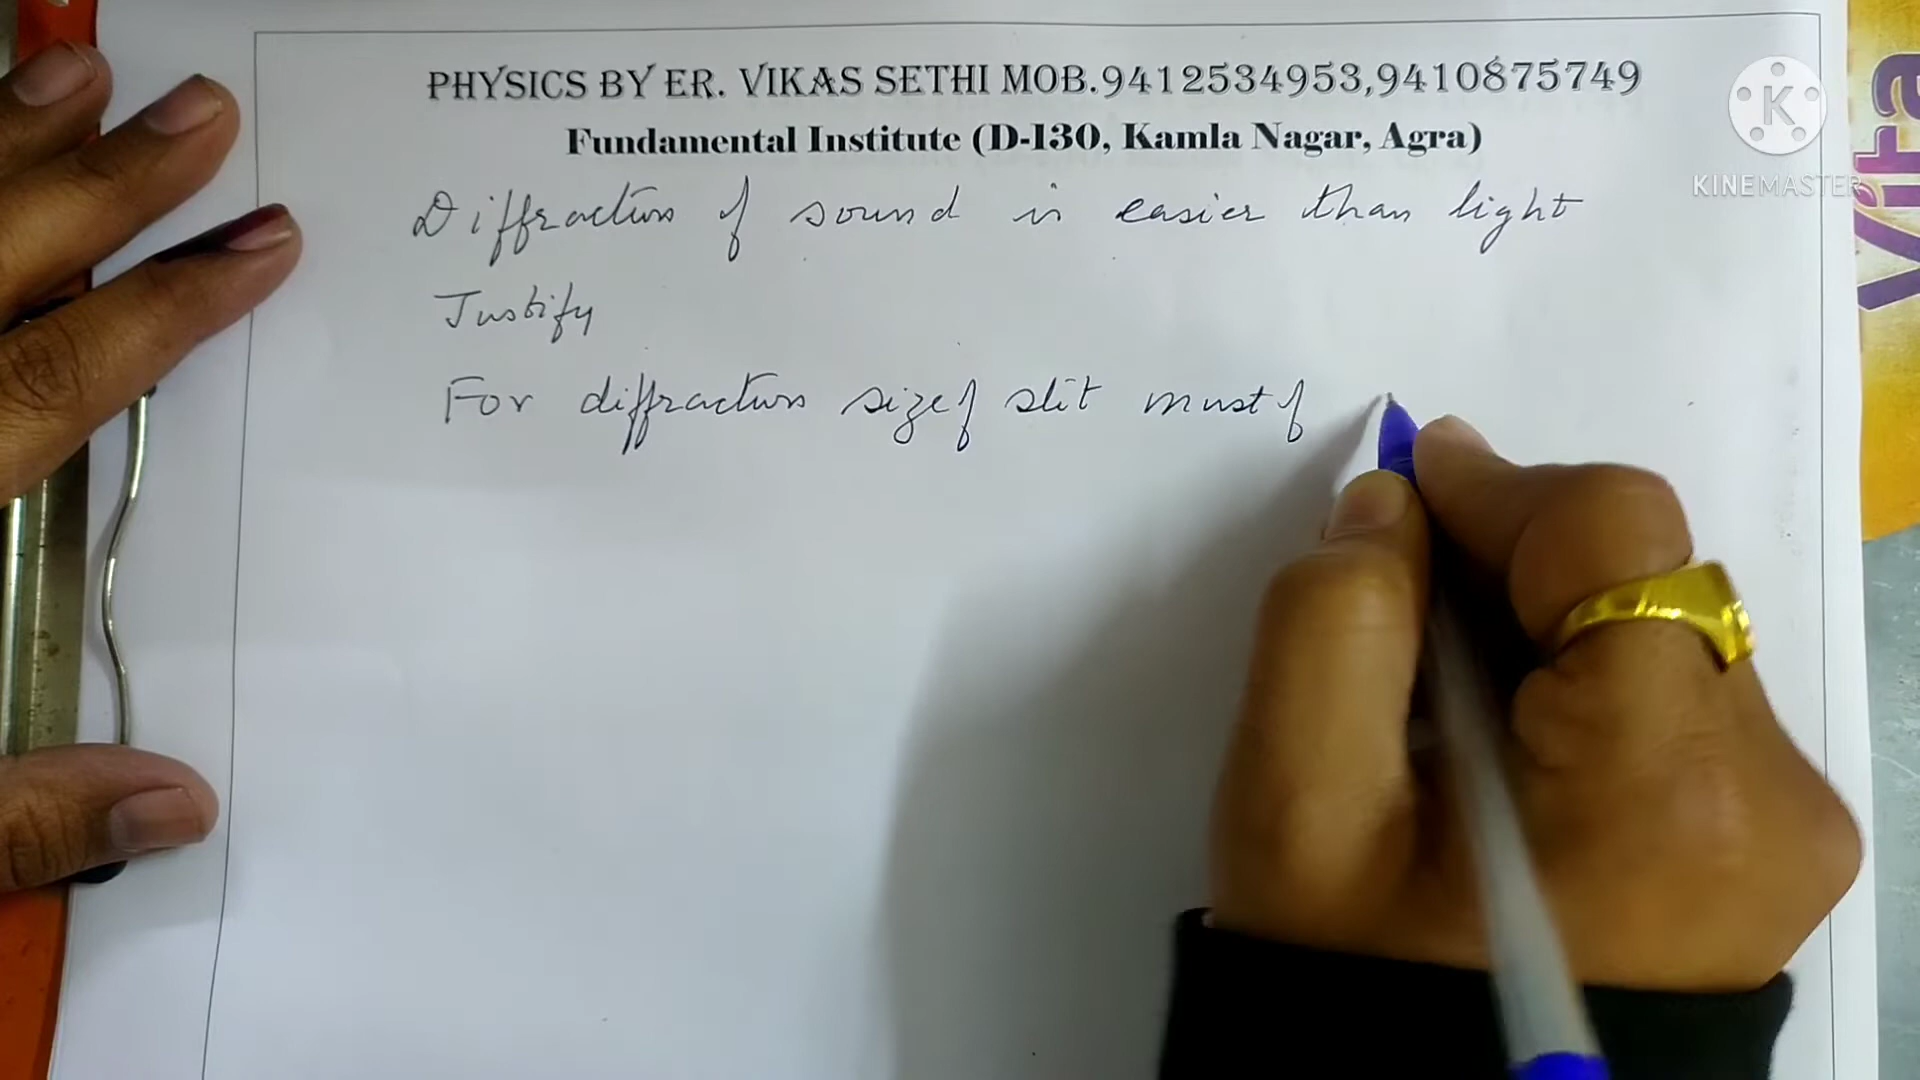 PHYSICS BY ER. VIKAS SETHI MOB.9412534953,9410875749
Fundamental Institute (D-130, Kamla Nagar, Agra)
Diffraction of sound is easier than light
Justify
For diffraction size of slit must of
K
KINEMASTER
Vita